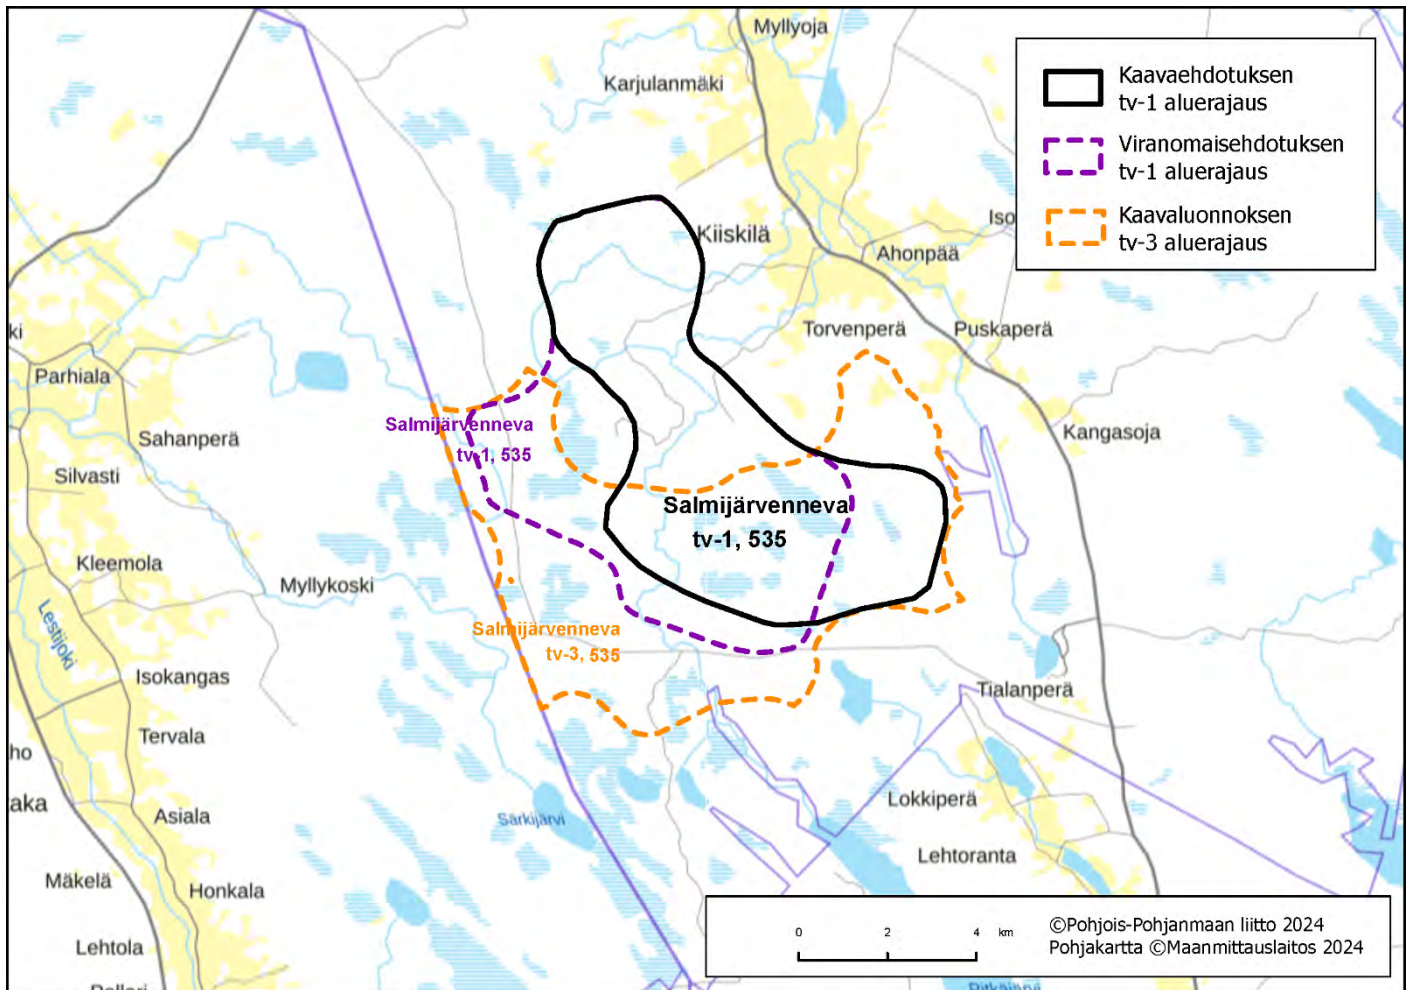 Myllyoja
Karjulanmäki
Kaavaehdotuksen
tv-1 aluerajaus
Viranomaisehdotuksen
tv-1 aluerajaus
Kaavaluonnoksen
tv-3 aluerajaus
Iso
Kiiskilä
Ahonpää
ki
Torvenperä
Puskaperä
Parhiala
Salmijärvenneva
tv-1, 535
Sahanperä
Kangasoja
Silvasti
Salmijärvenneva
tv-1, 535
Kleemola
Myllykoski
Lestijoki
Salmijärvenneva
tv-3, 535
Isokangas
Tialanperä
Tervala
ho
aka
Asiala
Särkijärvi
Lokkiperä
Lehtoranta
Mäkelä
Honkala
Lehtola
0 2 4 km
©Pohjois-Pohjanmaan liitto 2024
Pohjakartta ©Maanmittauslaitos 2024